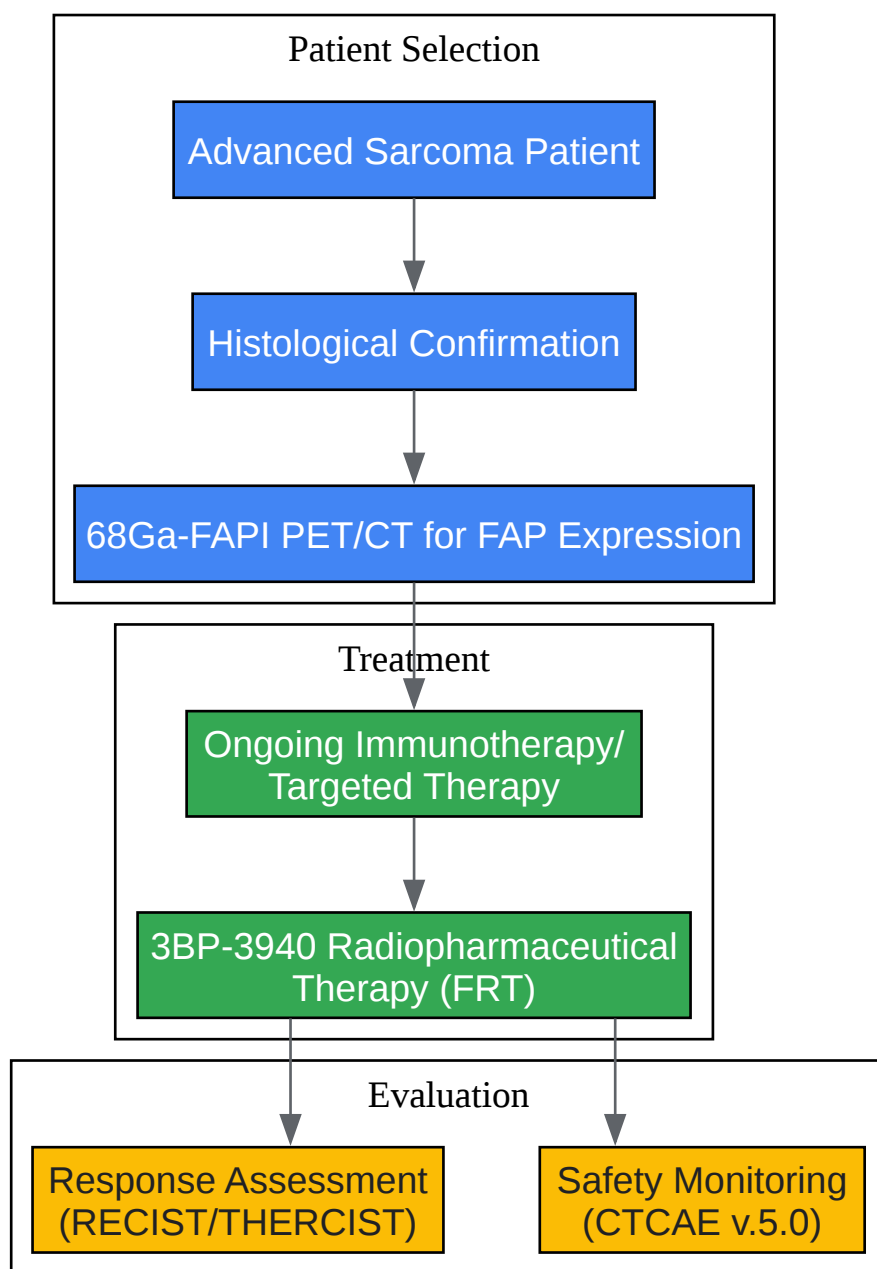 Patient Selection
Advanced Sarcoma Patient
Histological Confirmation
68Ga-FAPI PET/CT for FAP Expression
Treatment
Ongoing Immunotherapy/
Targeted Therapy
3BP-3940 Radiopharmaceutical
Therapy (FRT)
Evaluation
Response Assessment
(RECIST/THERCIST)
Safety Monitoring
(CTCAE v.5.0)